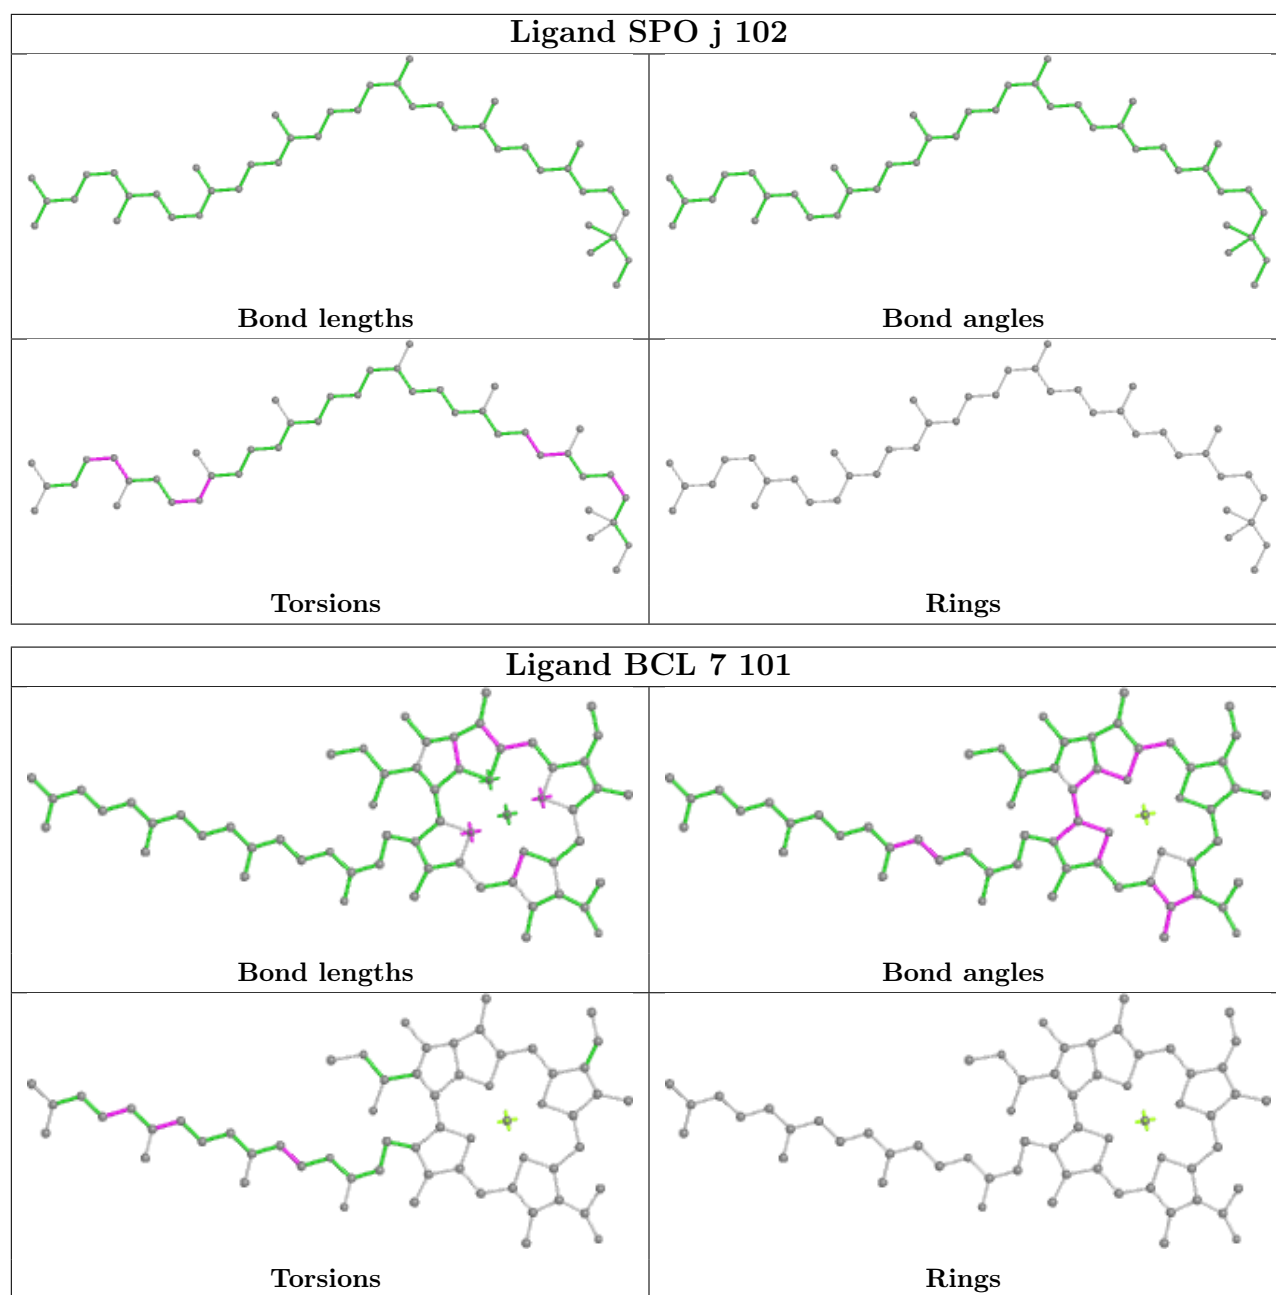 Ligand SPO j 102
Bond lengths
Bond angles
Torsions
Rings
Ligand BCL 7 101
Bond lengths
Bond angles
Torsions
Rings